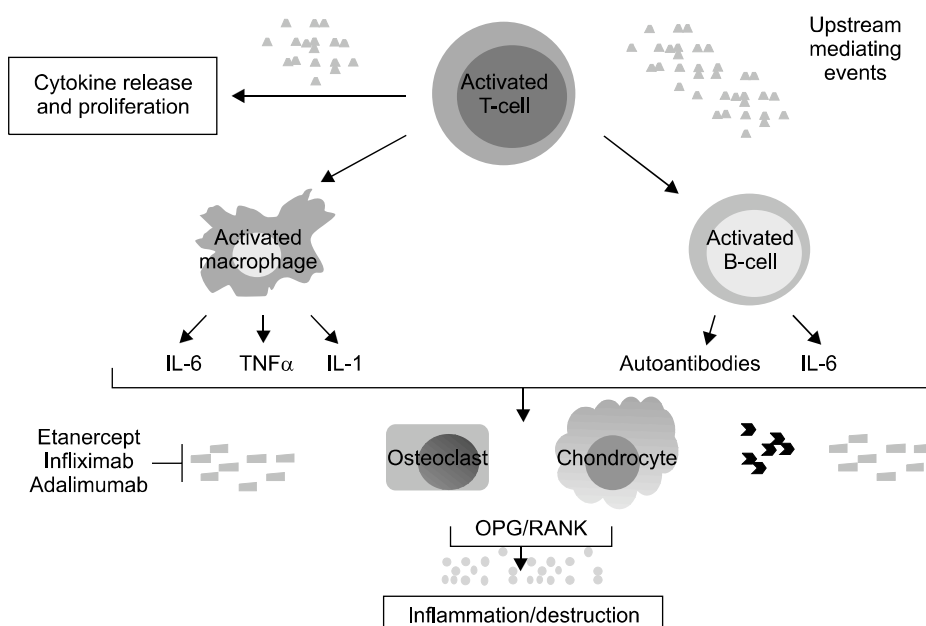 Upstream
mediating
events
Cytokine release
and proliferation
Activated
T-cell
Activated
macrophage
Activated
B-cell
IL-6
TNFα
IL-1
Autoantibodies
IL-6
Etanercept
Infliximab
Adalimumab
Osteoclast
Chondrocyte
OPG/RANK
Inflammation/destruction